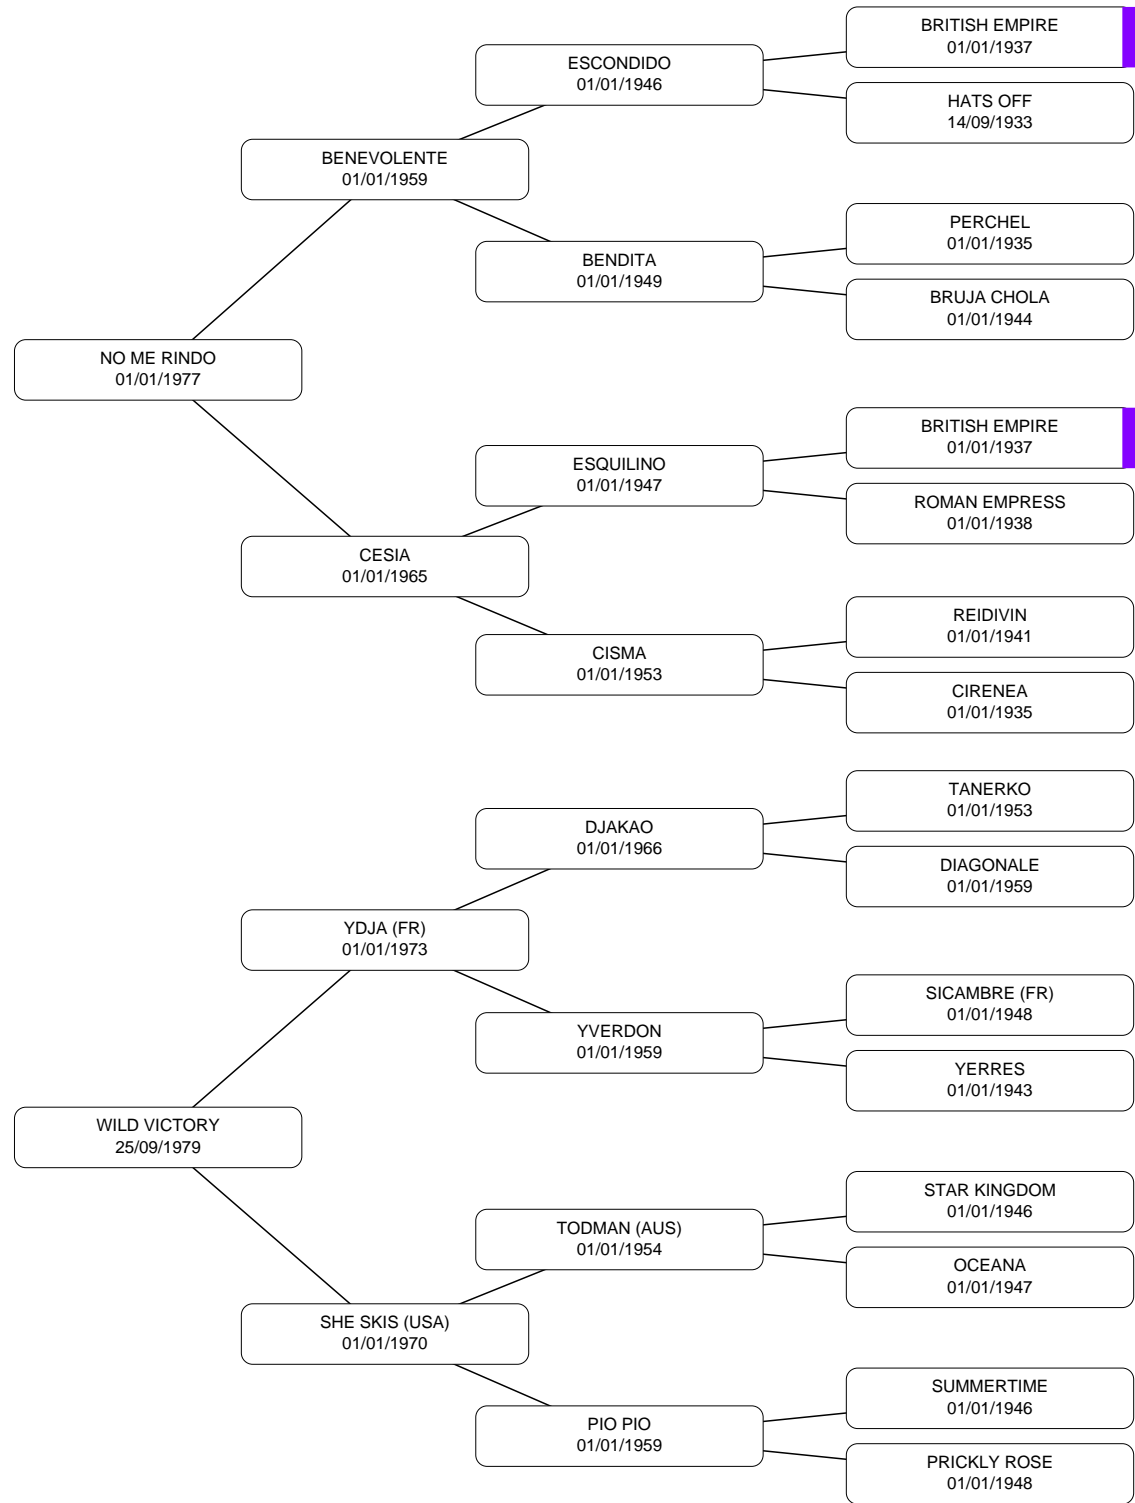 BRITISH EMPIRE
01/01/1937
ESCONDIDO
01/01/1946
HATS OFF
14/09/1933
BENEVOLENTE
01/01/1959
PERCHEL
01/01/1935
BENDITA
01/01/1949
BRUJA CHOLA
01/01/1944
NO ME RINDO
01/01/1977
BRITISH EMPIRE
01/01/1937
ESQUILINO
01/01/1947
ROMAN EMPRESS
01/01/1938
CESIA
01/01/1965
REIDIVIN
01/01/1941
CISMA
01/01/1953
CIRENEA
01/01/1935
TANERKO
01/01/1953
DJAKAO
01/01/1966
DIAGONALE
01/01/1959
YDJA (FR)
01/01/1973
SICAMBRE (FR)
01/01/1948
YVERDON
01/01/1959
YERRES
01/01/1943
WILD VICTORY
25/09/1979
STAR KINGDOM
01/01/1946
TODMAN (AUS)
01/01/1954
OCEANA
01/01/1947
SHE SKIS (USA)
01/01/1970
SUMMERTIME
01/01/1946
PIO PIO
01/01/1959
PRICKLY ROSE
01/01/1948